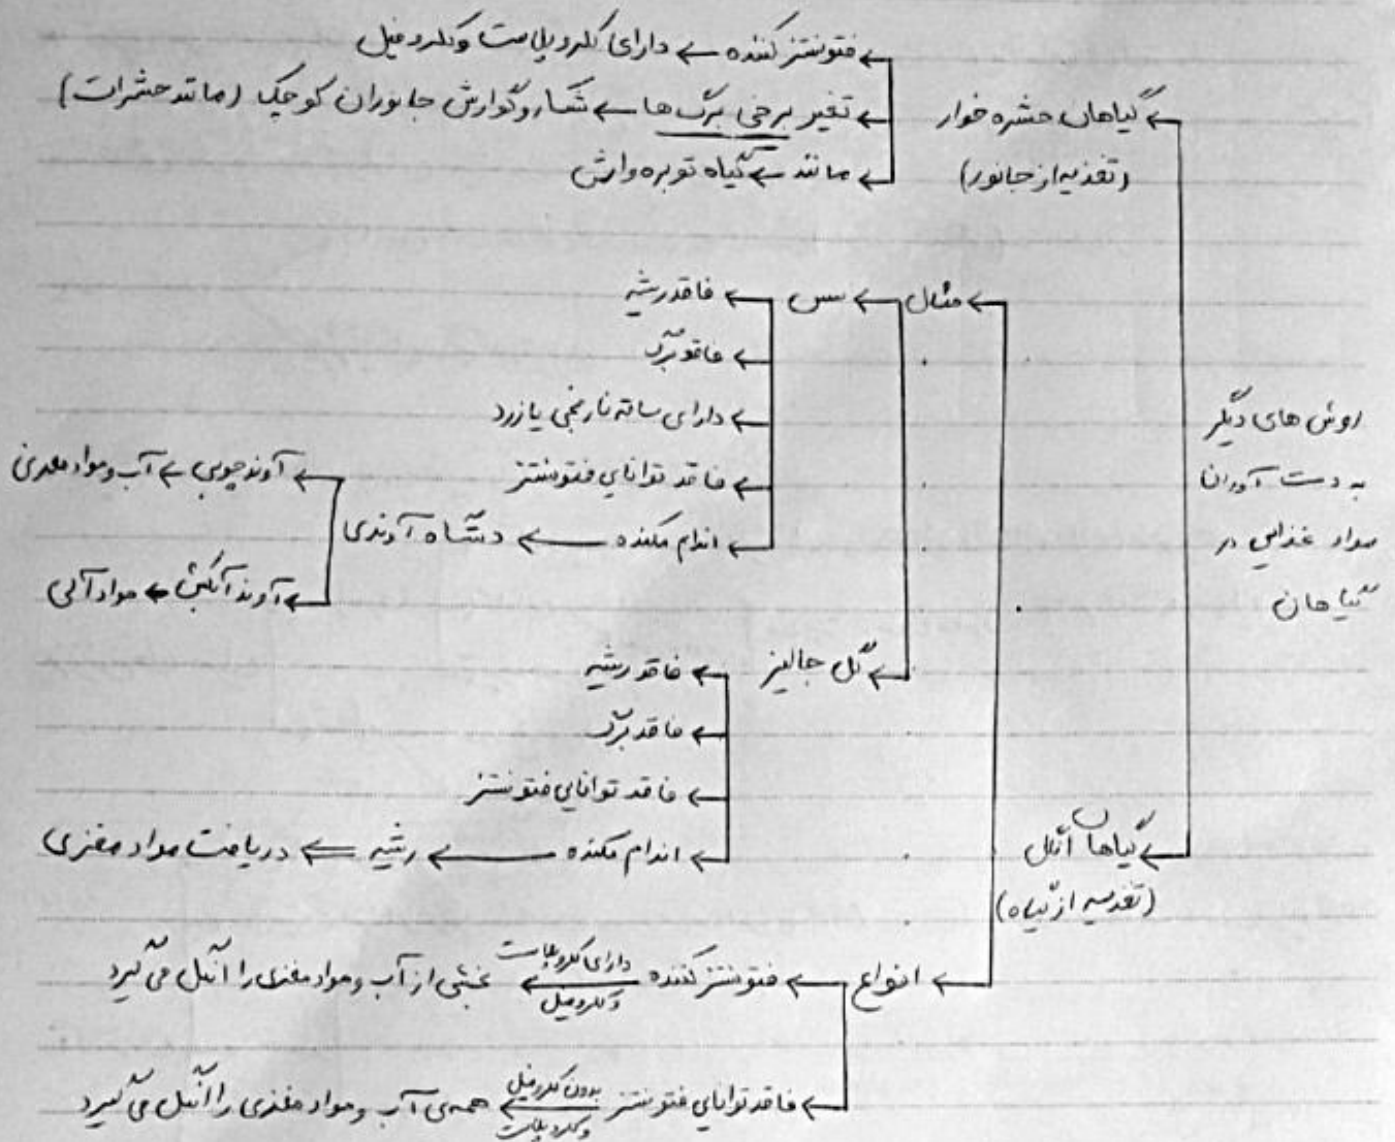 روش های دیگر
به دست آوردن
مواد غذایی در
گیاهان
گیاهان حشره خوار
(تغذیه از جانور)
فتوسنتز کننده ← دارای کلروپلاست و کلروفیل
تغیر برخی برگ ها ← شکار و گوارش جانوران کوچک (مانند حشرات)
مانند ← گیاه توبره واش
گیاهان انگل
(تغذیه از گیاه)
مثال ← سس ← فاقد ریشه
فاقد برگ
دارای ساقه نارنجی یا زرد
فاقد توانایی فتوسنتز
اندام مکنده ← دستگاه آوندی
آوند چوبی ← آب و مواد معدنی
آوند آبکش ← مواد آلی
گل جالیز ← فاقد ریشه
فاقد برگ
فاقد توانایی فتوسنتز
اندام مکنده ← ریشه ← دریافت مواد مغذی
انواع ← فتوسنتز کننده دارای کلروپلاست و کلروفیل ← بخشی از آب و مواد مغذی را انگل می گیرد
فاقد توانایی فتوسنتز بدون کلروفیل و کلروپلاست ← همه ی آب و مواد مغذی را انگل می گیرد